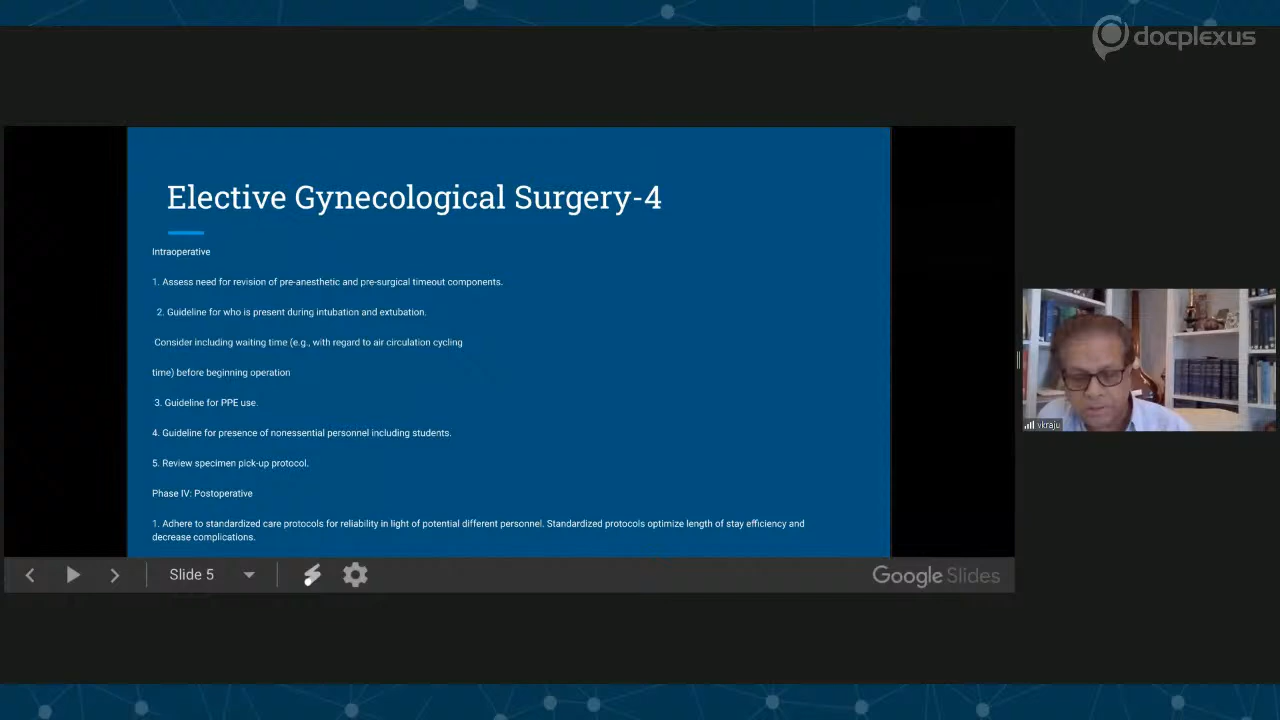 docplexus
Elective Gynecological Surgery-4
Intraoperative
1. Assess need for revision of pre-anesthetic and pre-surgical timeout components.
2. Guideline for who is present during intubation and extubation.
Consider including waiting time (e.g., with regard to air circulation cycling
time) before beginning operation
3. Guideline for PPE use.
4. Guideline for presence of nonessential personnel including students.
5. Review specimen pick-up protocol.
Phase IV: Postoperative
1. Adhere to standardized care protocols for reliability in light of potential different personnel. Standardized protocols optimize length of stay efficiency and
decrease complications.
vkraju
Slide 5
Google Slides